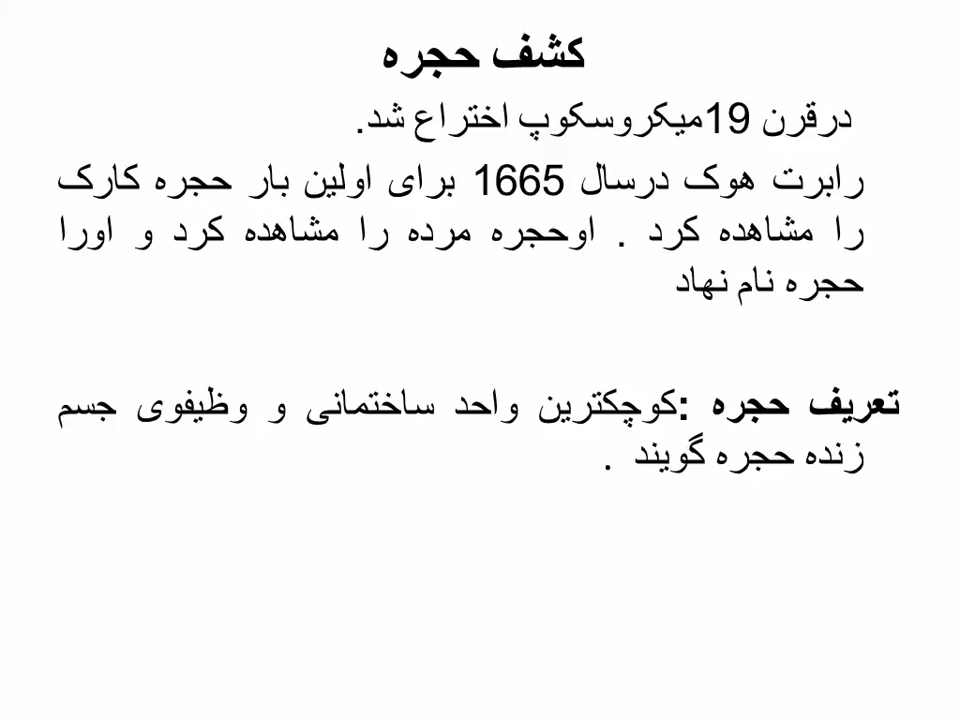 کشف حجره
درقرن 19میکروسکوپ اختراع شد.
رابرت هوک درسال 1665 برای اولین بار حجره کارک
را مشاهده کرد . اوحجره مرده را مشاهده کرد و اورا
حجره نام نهاد
تعریف حجره :کوچکترین واحد ساختمانی و وظیفوی جسم
زنده حجره گویند .